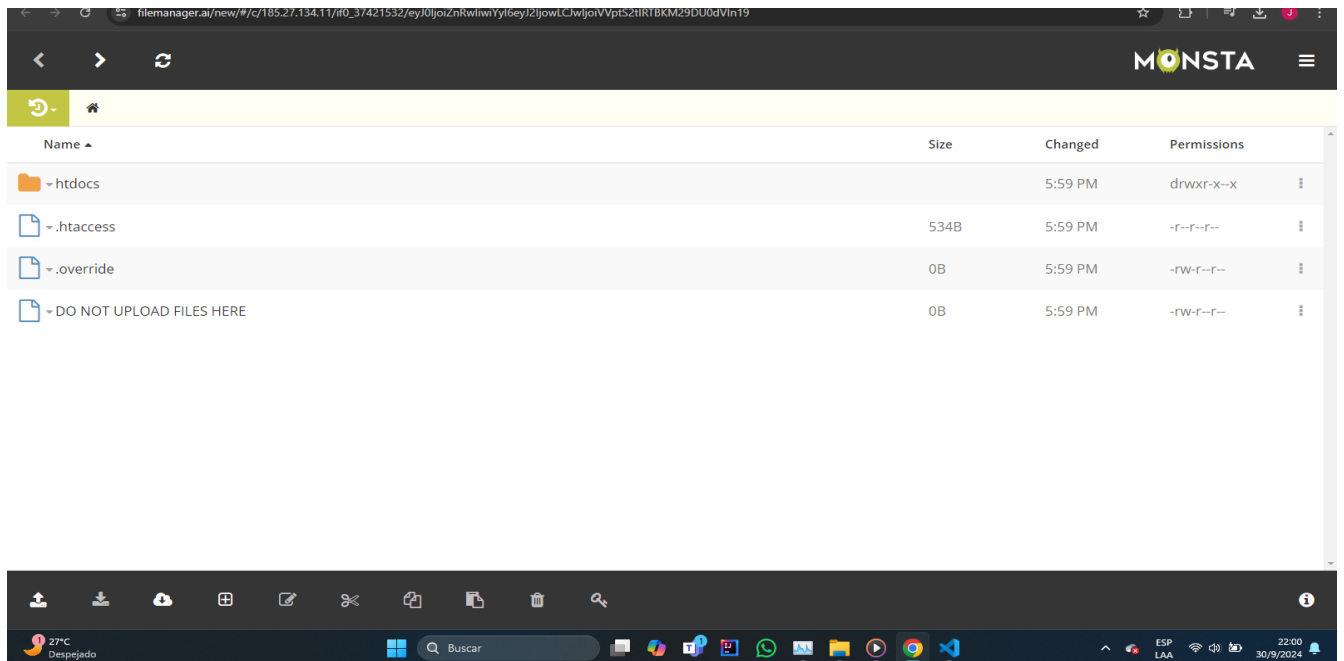 filemanager.ai/new/#/c/185.27.134.11/if0_37421532/
J
MONSTA
Name Size Changed Permissions
htdocs 5:59 PM drwxr-x--x
.htaccess 534B 5:59 PM -r--r--r--
.override 0B 5:59 PM -rw-r--r--
DO NOT UPLOAD FILES HERE 0B 5:59 PM -rw-r--r--
1
27°C
Despejado
Buscar
ESP
LAA
22:00
30/9/2024